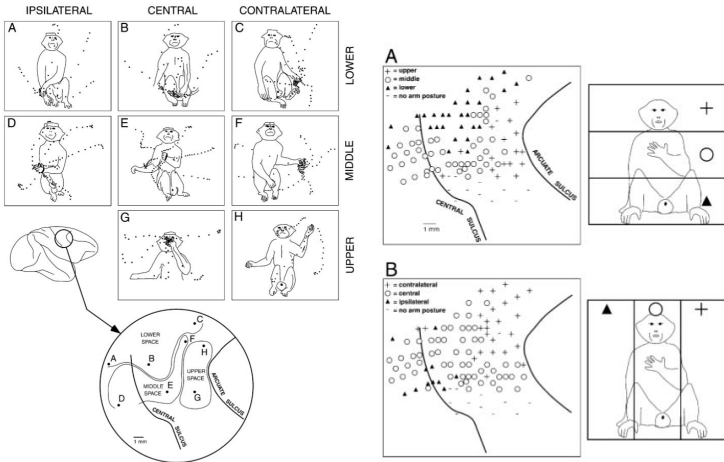 IPSILATERAL CENTRAL CONTRALATERAL
A B C LOWER
D E F MIDDLE
G H UPPER
LOWER SPACE
MIDDLE SPACE
UPPER SPACE
A B C D E F G H
CENTRAL SULCUS
ARCUATE SULCUS
1 mm
A
+ = upper
○ = middle
▲ = lower
- = no arm posture
ARCUATE SULCUS
CENTRAL SULCUS
1 mm
+
○
▲
B
+ = contralateral
○ = central
▲ = ipsilateral
- = no arm posture
▲ ○ +